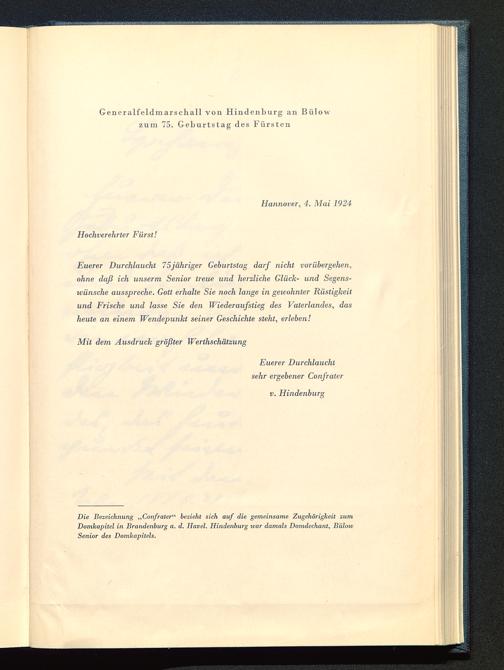 Generalfeldmarschall von Hindenburg an Bülow
zum 75. Geburtstag des Fürsten
Hannover, 4. Mai 1924
Hochverehrter Fürst!
Euerer Durchlaucht 75jähriger Geburtstag darf nicht vorübergehen,
ohne daß ich unserm Senior treue und herzliche Glück- und Segens-
wünsche ausspreche. Gott erhalte Sie noch lange in gewohnter Rüstigkeit
und Frische und lasse Sie den Wiederaufstieg des Vaterlandes, das
heute an einem Wendepunkt seiner Geschichte steht, erleben!
Mit dem Ausdruck größter Werthschätzung
Euerer Durchlaucht
sehr ergebener Confrater
v. Hindenburg
Die Bezeichnung „Confrater“ bezieht sich auf die gemeinsame Zugehörigkeit zum
Domkapitel in Brandenburg a. d. Havel. Hindenburg war damals Domdechant, Bülow
Senior des Domkapitels.